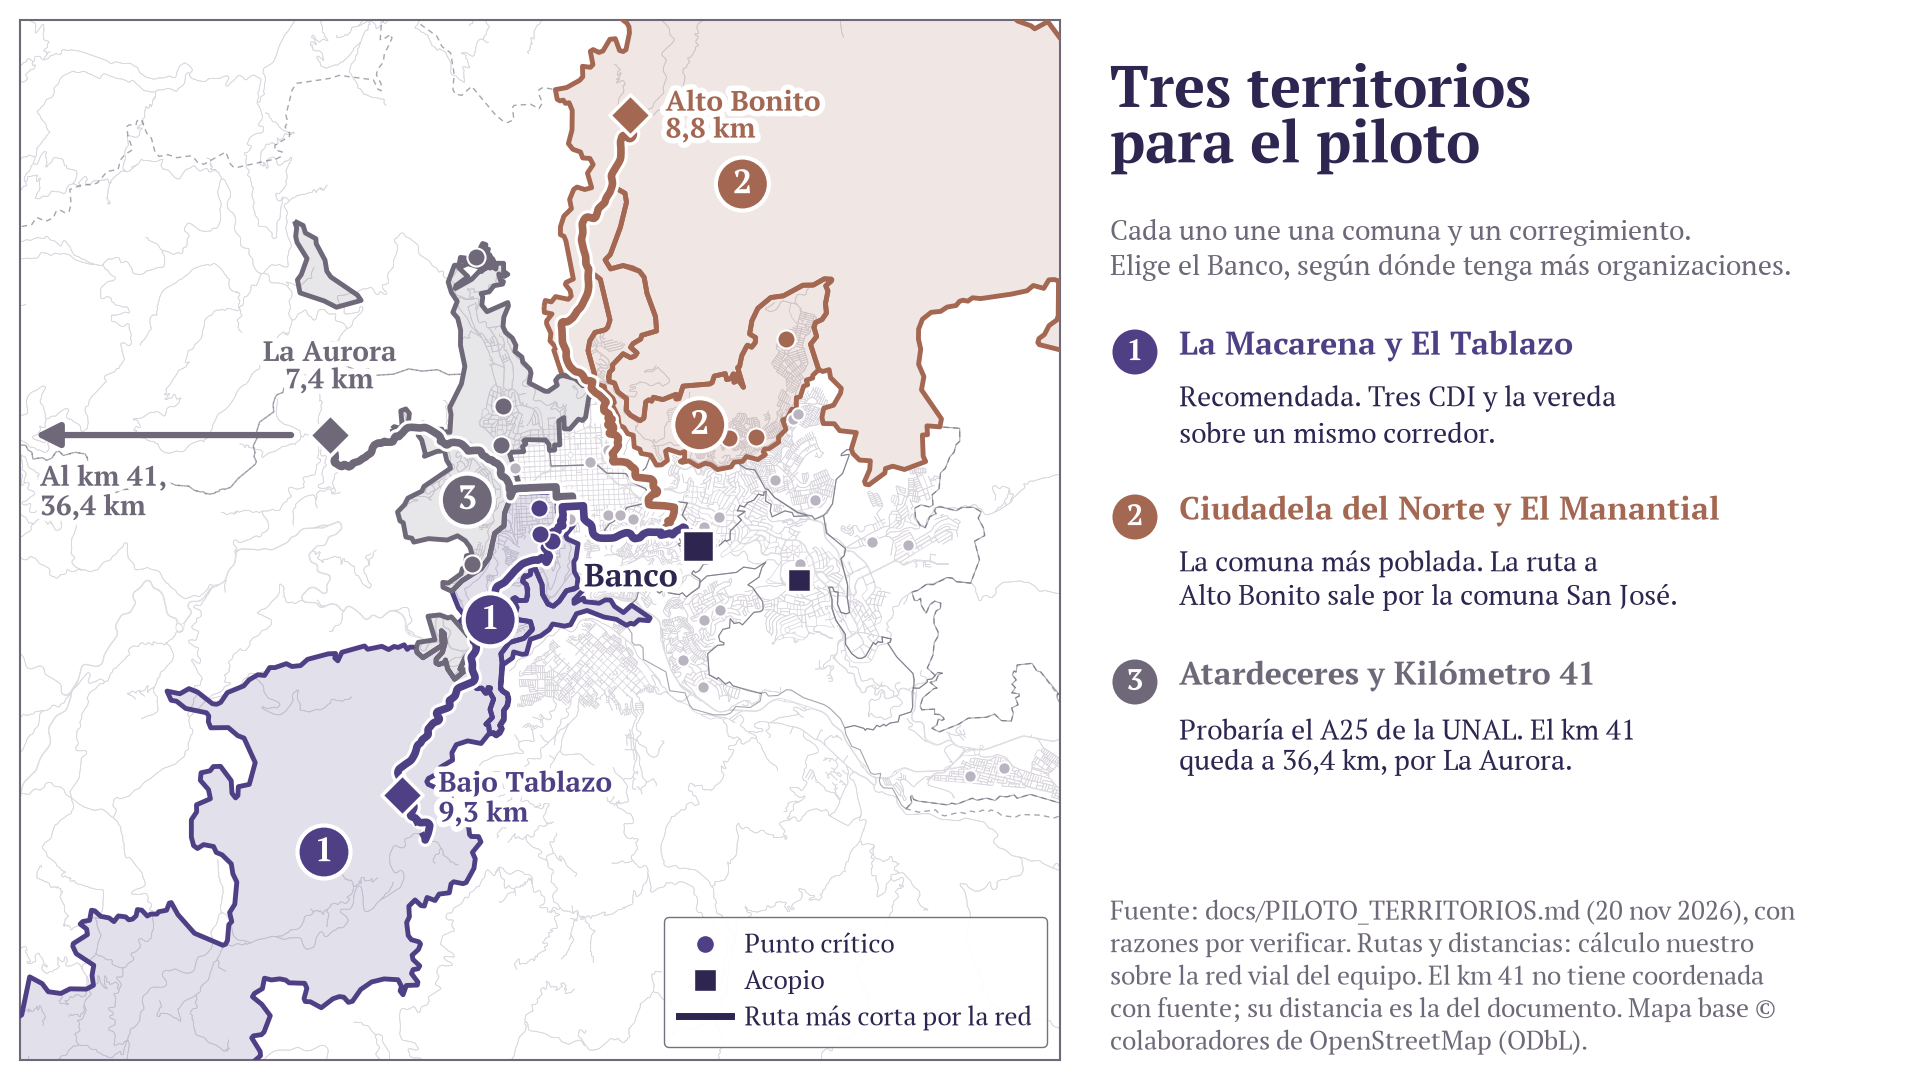 Alto Bonito
8,8 km
2
La Aurora
7,4 km
Al km 41,
36,4 km
2
3
Banco
1
Bajo Tablazo
9,3 km
1
Punto crítico
Acopio
Ruta más corta por la red
Tres territorios
para el piloto
Cada uno une una comuna y un corregimiento.
Elige el Banco, según dónde tenga más organizaciones.
1 La Macarena y El Tablazo
Recomendada. Tres CDI y la vereda
sobre un mismo corredor.
2 Ciudadela del Norte y El Manantial
La comuna más poblada. La ruta a
Alto Bonito sale por la comuna San José.
3 Atardeceres y Kilómetro 41
Probaría el A25 de la UNAL. El km 41
queda a 36,4 km, por La Aurora.
Fuente: docs/PILOTO_TERRITORIOS.md (20 nov 2026), con
razones por verificar. Rutas y distancias: cálculo nuestro
sobre la red vial del equipo. El km 41 no tiene coordenada
con fuente; su distancia es la del documento. Mapa base ©
colaboradores de OpenStreetMap (ODbL).